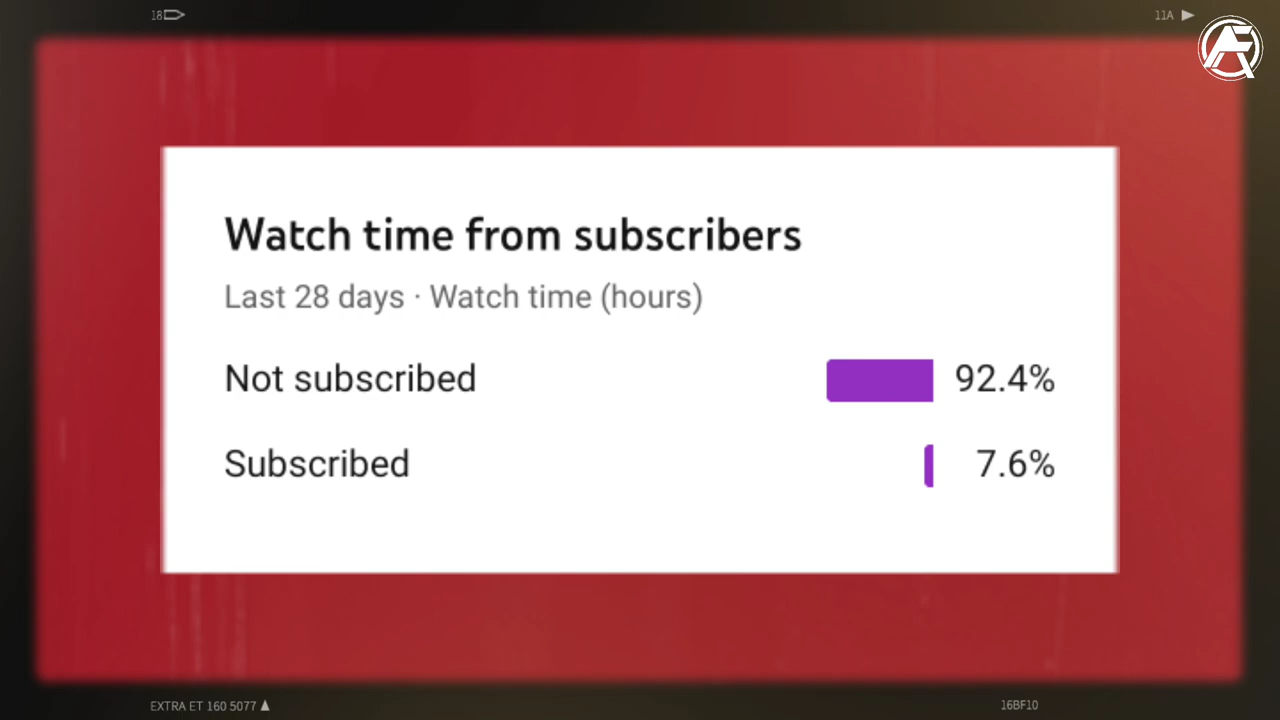 18
11A
Watch time from subscribers
Last 28 days · Watch time (hours)
Not subscribed 92.4%
Subscribed 7.6%
EXTRA ET 160 5077
16BF10